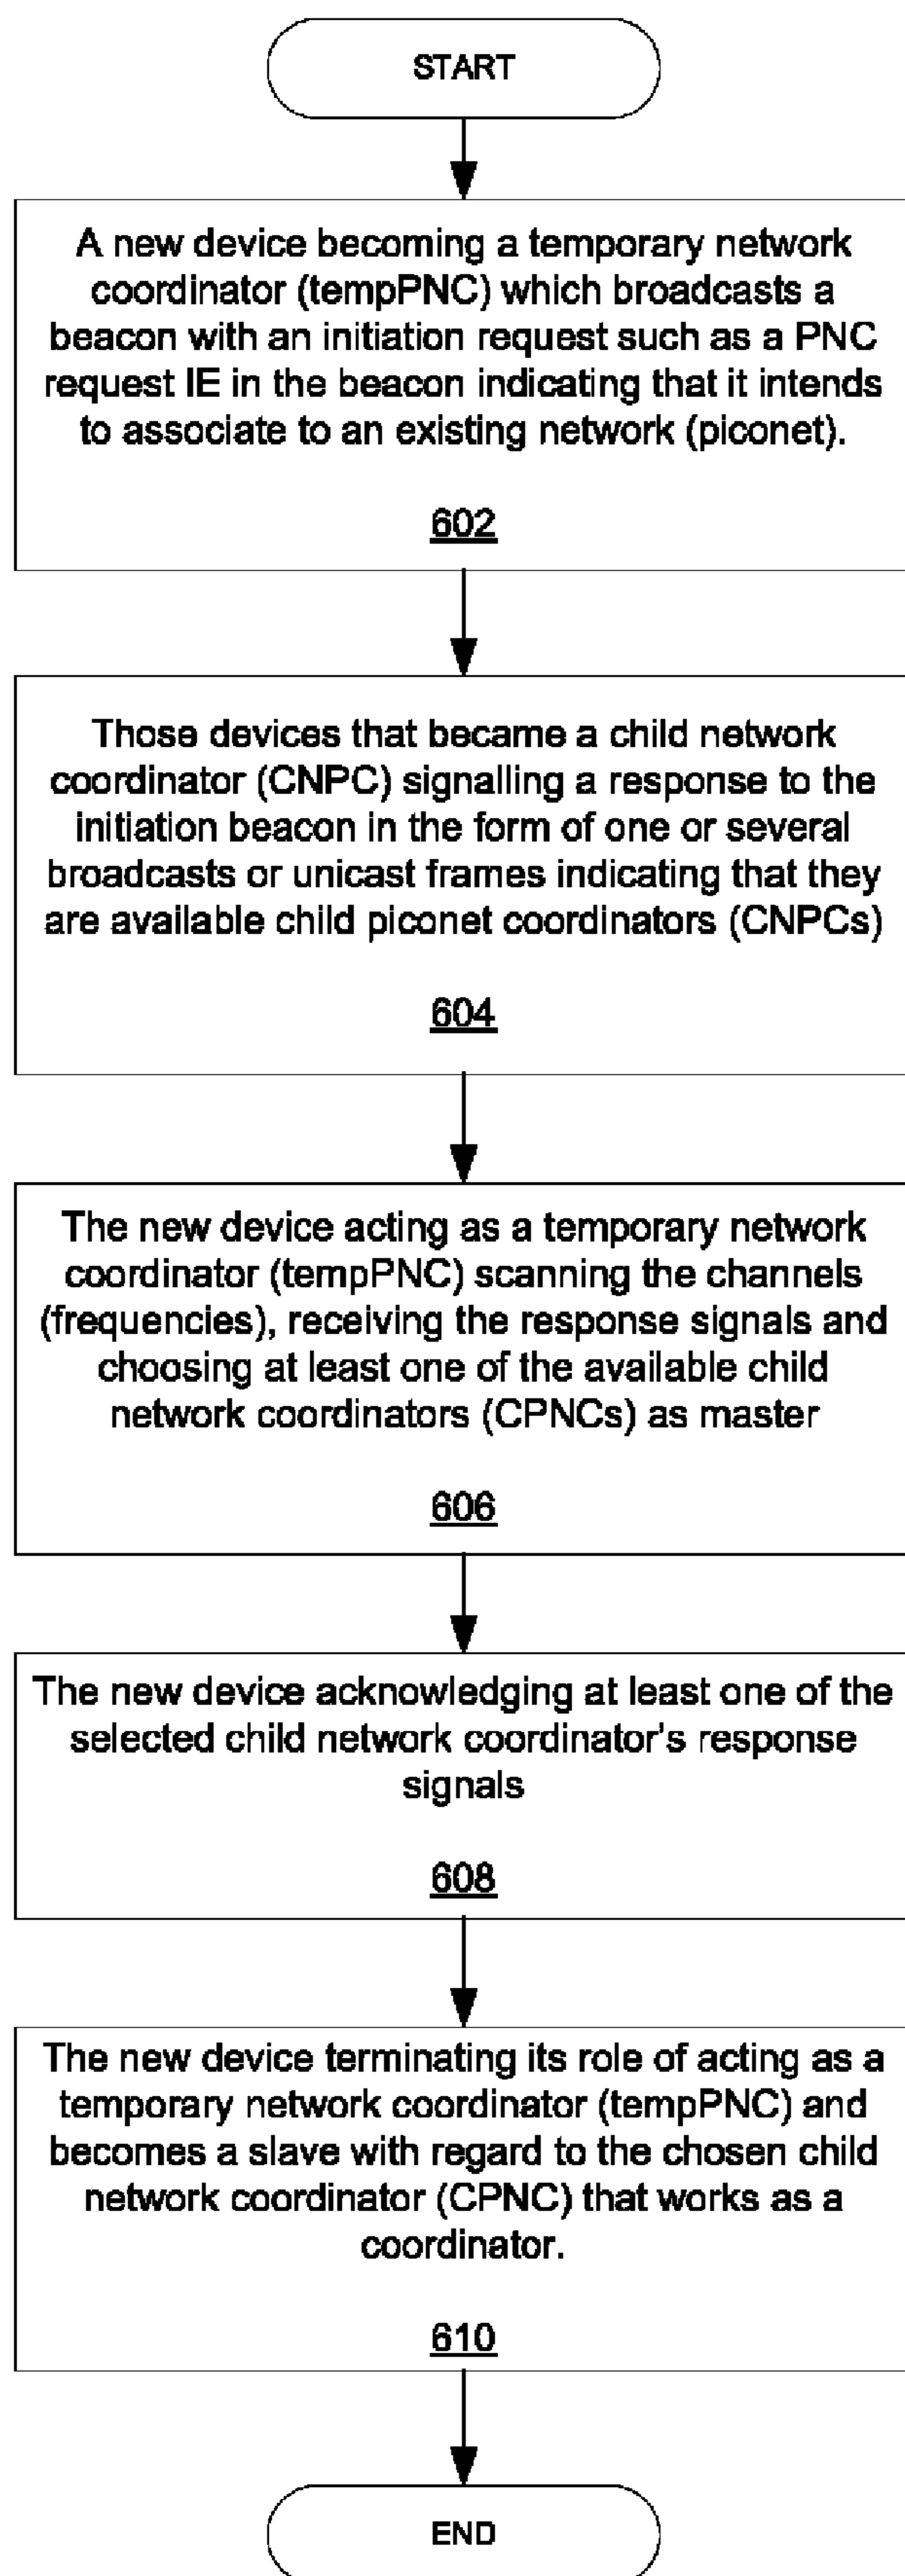 START
A new device becoming a temporary network
coordinator (tempPNC) which broadcasts a
beacon with an initiation request such as a PNC
request IE in the beacon indicating that it intends
to associate to an existing network (piconet).
602
Those devices that became a child network
coordinator (CNPC) signalling a response to the
initiation beacon in the form of one or several
broadcasts or unicast frames indicating that they
are available child piconet coordinators (CNPCs)
604
The new device acting as a temporary network
coordinator (tempPNC) scanning the channels
(frequencies), receiving the response signals and
choosing at least one of the available child
network coordinators (CPNCs) as master
606
The new device acknowledging at least one of the
selected child network coordinator's response
signals
608
The new device terminating its role of acting as a
temporary network coordinator (tempPNC) and
becomes a slave with regard to the chosen child
network coordinator (CPNC) that works as a
coordinator.
610
END